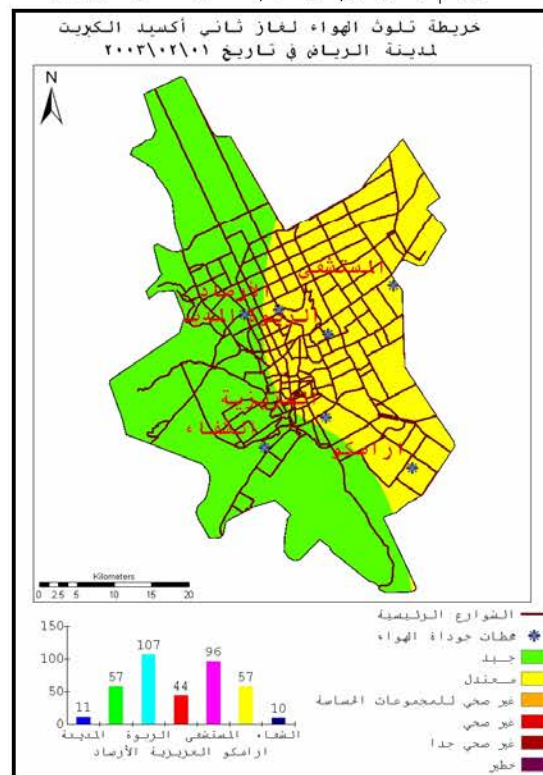 خريطة تلوث الهواء لغاز ثاني أكسيد الكبريت
لمدينة الرياض في تاريخ ٢٠٠٣\٠٢\٠١
N
المستشفى
الأرصاد
الربوة
العزيزية
الشفاء
ارامكو
Kilometers
0 2.5 5 10 15 20
الشوارع الرئيسية
محطات جوداة الهواء
جيد
معتدل
غير صحي للمجموعات الحساسة
غير صحي
غير صحي جدا
خطير
150
100
50
0
11
57
107
44
96
57
10
المدينة الربوة المستشفى الشفاء
ارامكو العزيزية الأرصاد